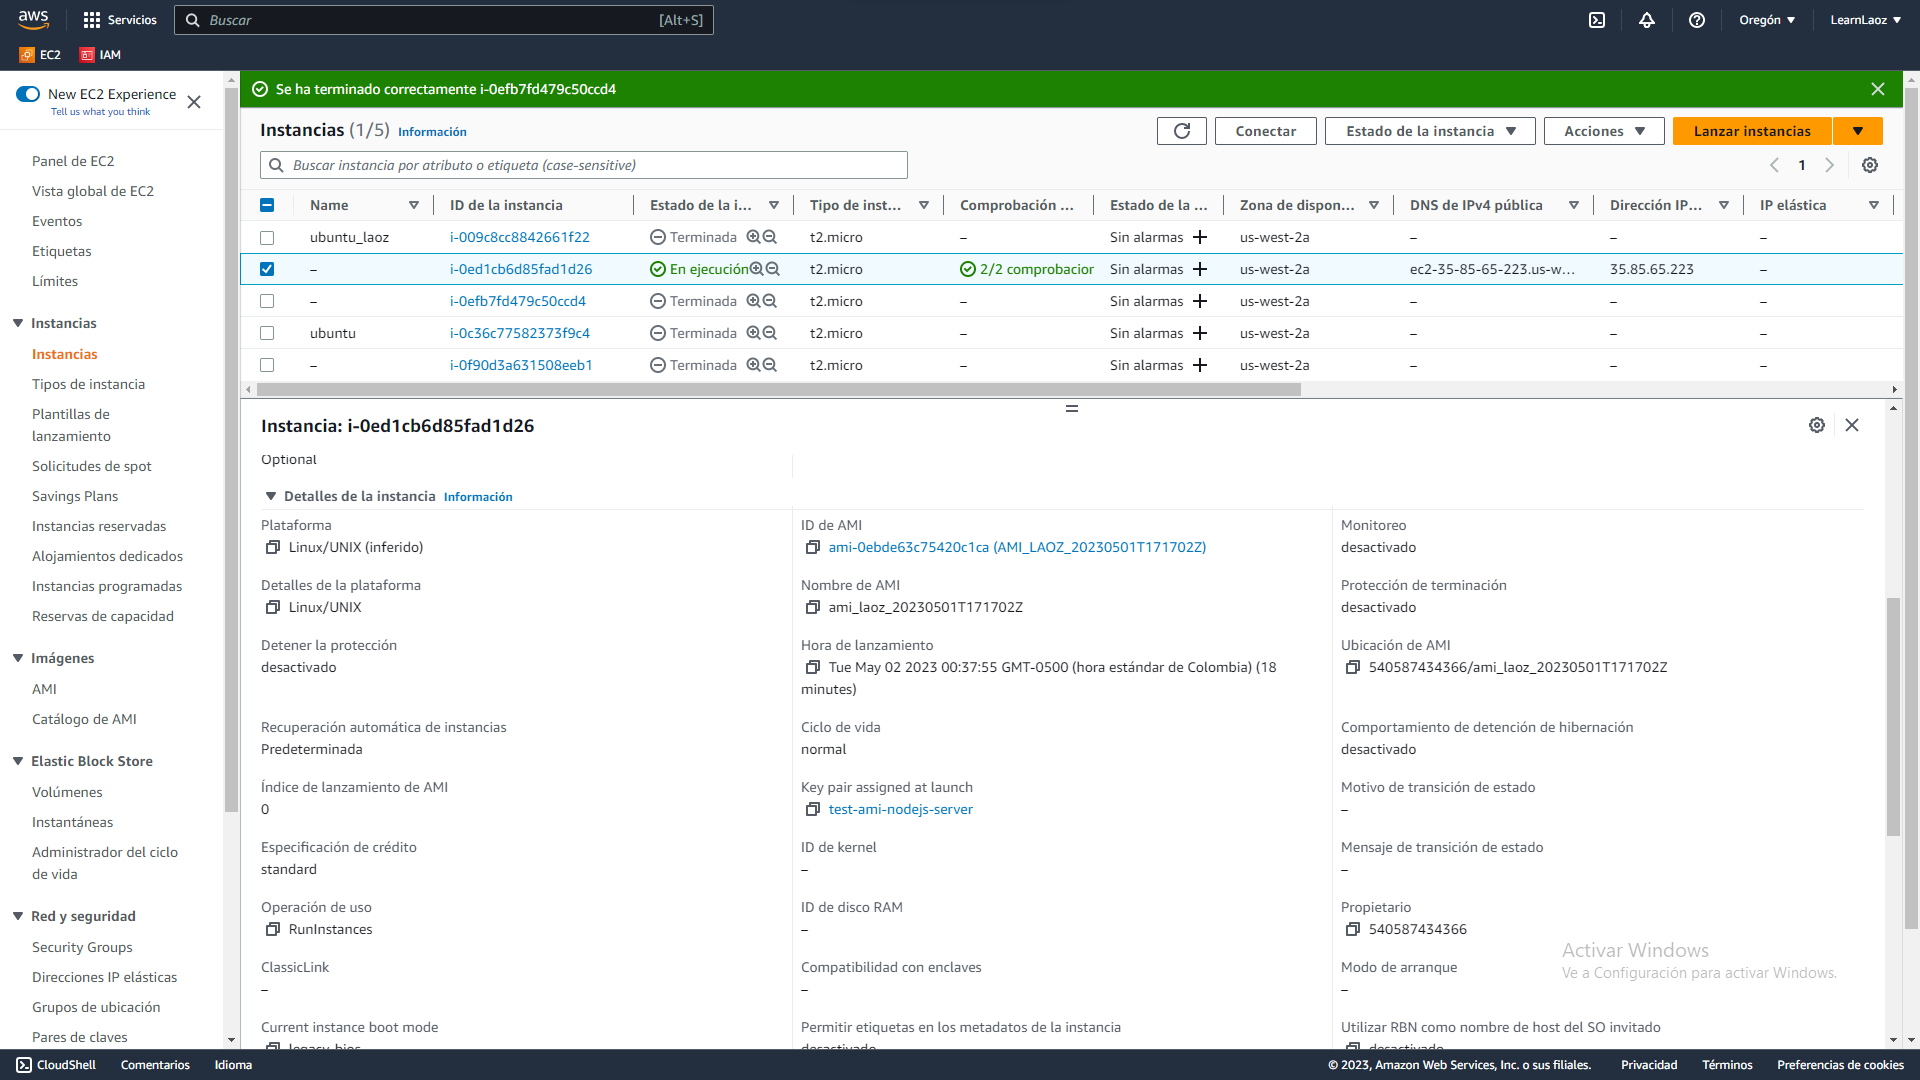 aws
Servicios
Buscar
[Alt+S]
Oregón
LearnLaoz
EC2
IAM
New EC2 Experience
Tell us what you think
Panel de EC2
Vista global de EC2
Eventos
Etiquetas
Límites
Instancias
Instancias
Tipos de instancia
Plantillas de
lanzamiento
Solicitudes de spot
Savings Plans
Instancias reservadas
Alojamientos dedicados
Instancias programadas
Reservas de capacidad
Imágenes
AMI
Catálogo de AMI
Elastic Block Store
Volúmenes
Instantáneas
Administrador del ciclo
de vida
Red y seguridad
Security Groups
Direcciones IP elásticas
Grupos de ubicación
Pares de claves
Se ha terminado correctamente i-0efb7fd479c50ccd4
Instancias (1/5) Información
Conectar
Estado de la instancia
Acciones
Lanzar instancias
Buscar instancia por atributo o etiqueta (case-sensitive)
1
Name ID de la instancia Estado de la i... Tipo de inst... Comprobación ... Estado de la ... Zona de dispon... DNS de IPv4 pública Dirección IP... IP elástica
ubuntu_laoz i-009c8cc8842661f22 Terminada t2.micro – Sin alarmas us-west-2a – – –
– i-0ed1cb6d85fad1d26 En ejecución t2.micro 2/2 comprobacior Sin alarmas us-west-2a ec2-35-85-65-223.us-w... 35.85.65.223 –
– i-0efb7fd479c50ccd4 Terminada t2.micro – Sin alarmas us-west-2a – – –
ubuntu i-0c36c77582373f9c4 Terminada t2.micro – Sin alarmas us-west-2a – – –
– i-0f90d3a631508eeb1 Terminada t2.micro – Sin alarmas us-west-2a – – –
Instancia: i-0ed1cb6d85fad1d26
Optional
Detalles de la instancia Información
Plataforma
Linux/UNIX (inferido)
ID de AMI
ami-0ebde63c75420c1ca (AMI_LAOZ_20230501T171702Z)
Monitoreo
desactivado
Detalles de la plataforma
Linux/UNIX
Nombre de AMI
ami_laoz_20230501T171702Z
Protección de terminación
desactivado
Detener la protección
desactivado
Hora de lanzamiento
Tue May 02 2023 00:37:55 GMT-0500 (hora estándar de Colombia) (18
minutes)
Ubicación de AMI
540587434366/ami_laoz_20230501T171702Z
Recuperación automática de instancias
Predeterminada
Ciclo de vida
normal
Comportamiento de detención de hibernación
desactivado
Índice de lanzamiento de AMI
0
Key pair assigned at launch
test-ami-nodejs-server
Motivo de transición de estado
–
Especificación de crédito
standard
ID de kernel
–
Mensaje de transición de estado
–
Operación de uso
RunInstances
ID de disco RAM
–
Propietario
540587434366
ClassicLink
–
Compatibilidad con enclaves
–
Modo de arranque
–
Current instance boot mode
legacy-bios
Permitir etiquetas en los metadatos de la instancia
desactivado
Utilizar RBN como nombre de host del SO invitado
desactivado
Activar Windows
Ve a Configuración para activar Windows.
CloudShell
Comentarios
Idioma
© 2023, Amazon Web Services, Inc. o sus filiales.
Privacidad
Términos
Preferencias de cookies